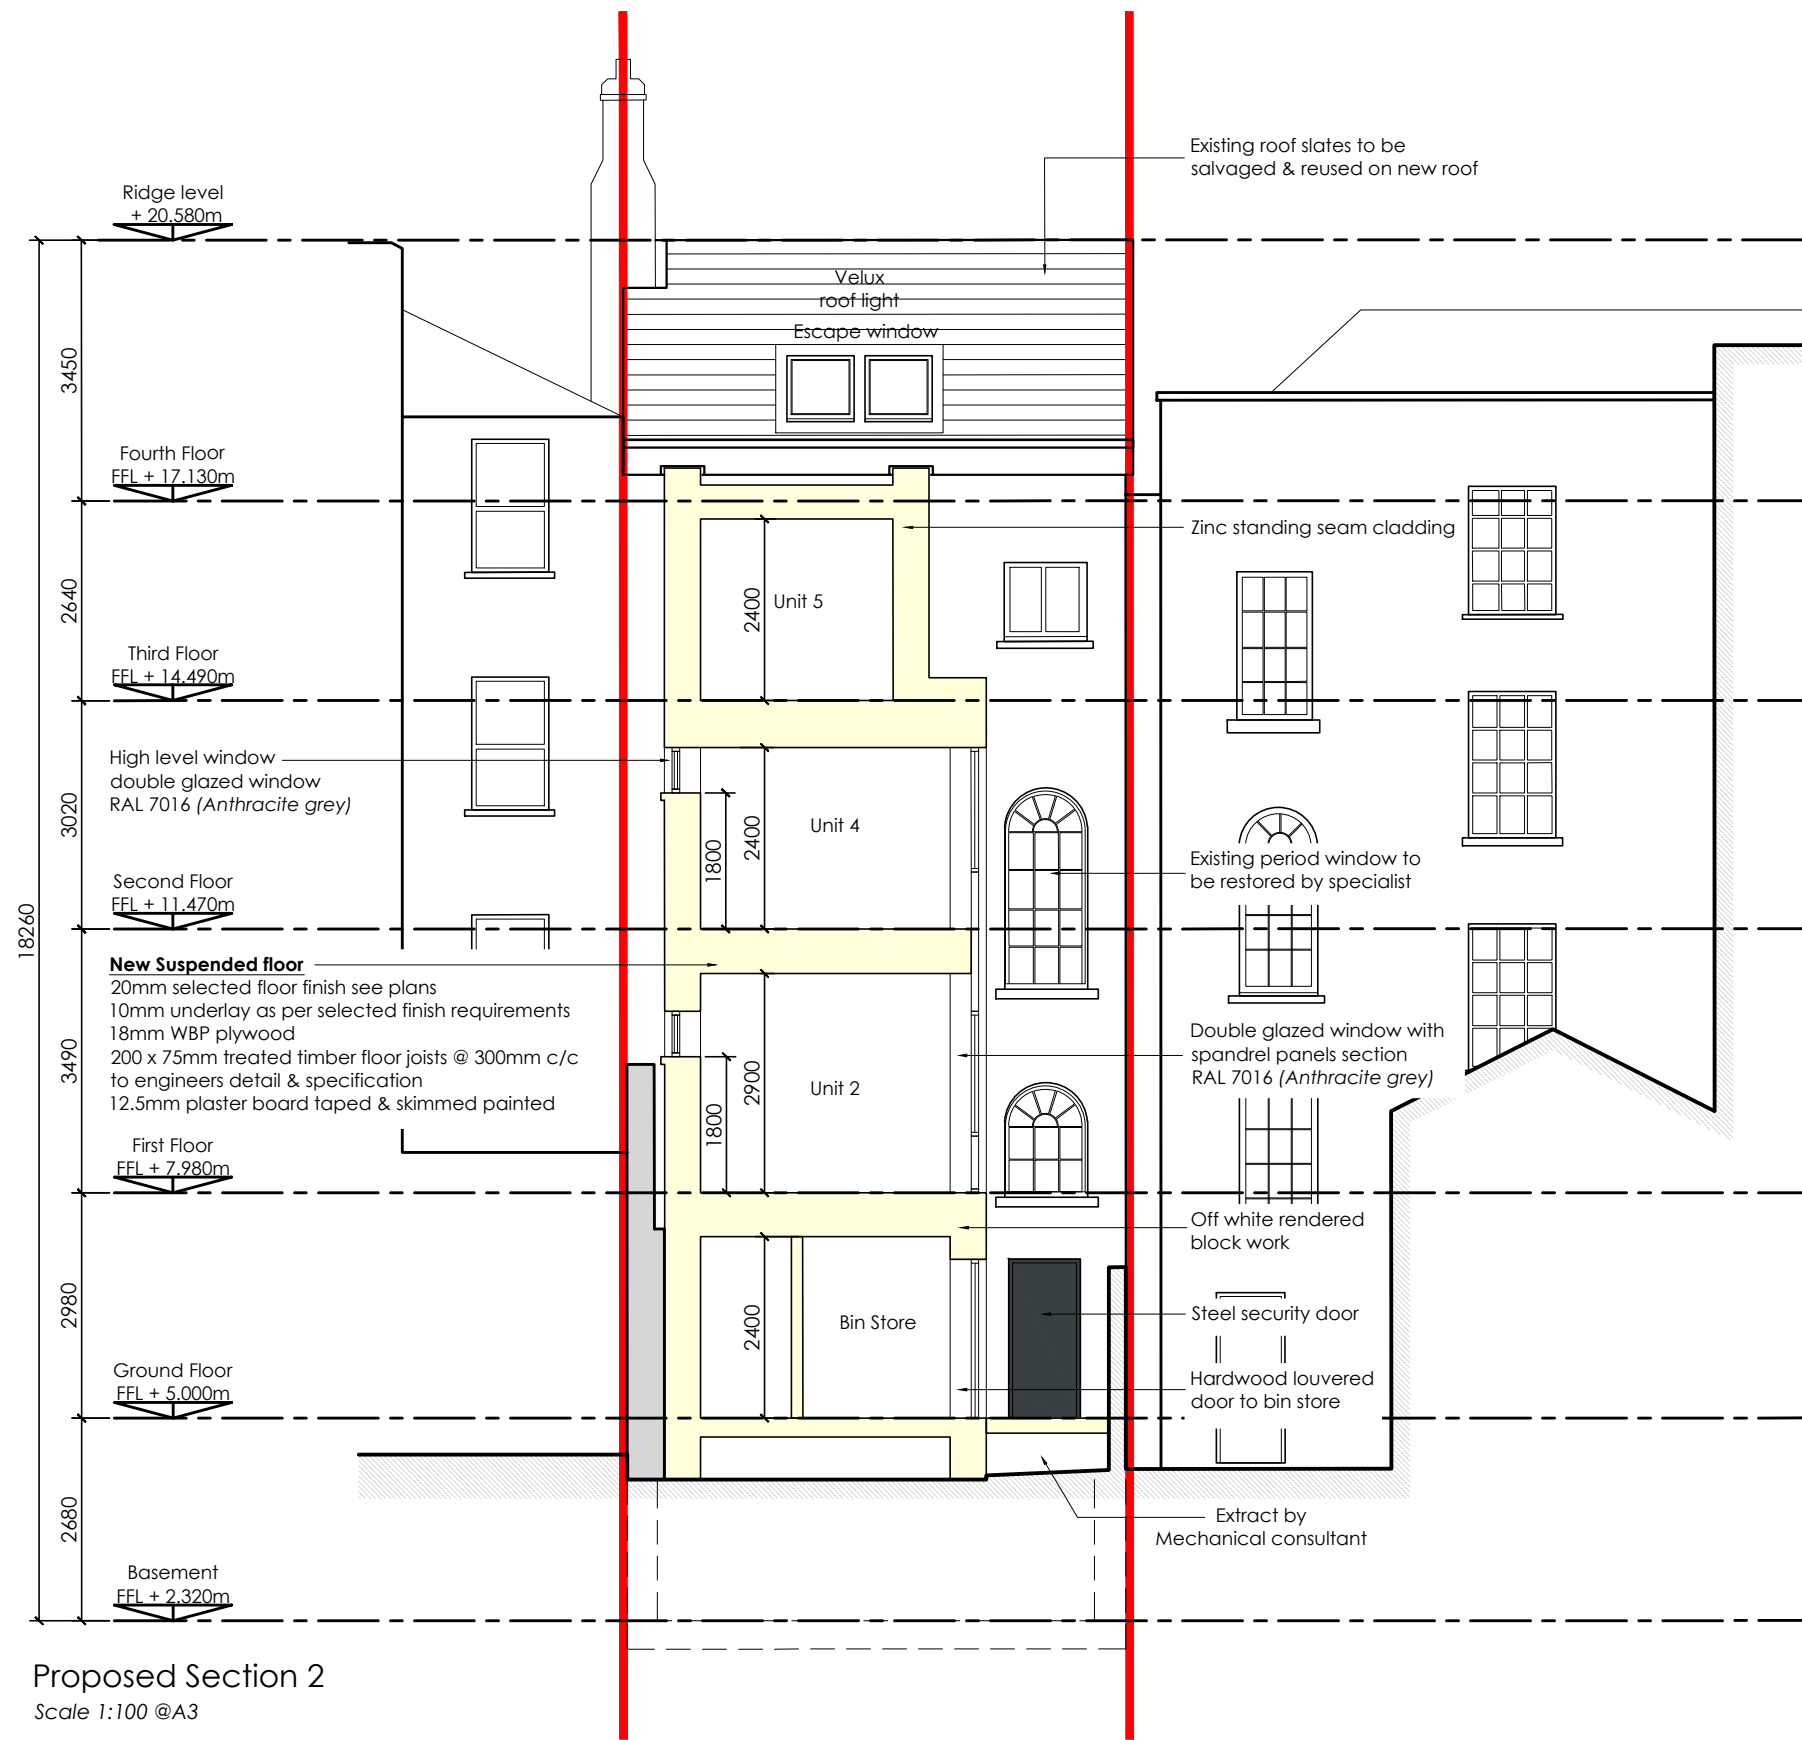 Existing roof slates to be
salvaged & reused on new roof
Ridge level
+ 20.580m
Velux
roof light
Escape window
3450
Fourth Floor
FFL + 17.130m
Zinc standing seam cladding
2640
2400
Unit 5
Third Floor
FFL + 14.490m
High level window
double glazed window
RAL 7016 (Anthracite grey)
3020
1800
2400
Unit 4
Existing period window to
be restored by specialist
Second Floor
FFL + 11.470m
18260
New Suspended floor
20mm selected floor finish see plans
10mm underlay as per selected finish requirements
18mm WBP plywood
200 x 75mm treated timber floor joists @ 300mm c/c
to engineers detail & specification
12.5mm plaster board taped & skimmed painted
3490
1800
2900
Unit 2
Double glazed window with
spandrel panels section
RAL 7016 (Anthracite grey)
First Floor
FFL + 7.980m
Off white rendered
block work
2980
2400
Bin Store
Steel security door
Ground Floor
FFL + 5.000m
Hardwood louvered
door to bin store
2680
Extract by
Mechanical consultant
Basement
FFL + 2.320m
Proposed Section 2
Scale 1:100 @A3